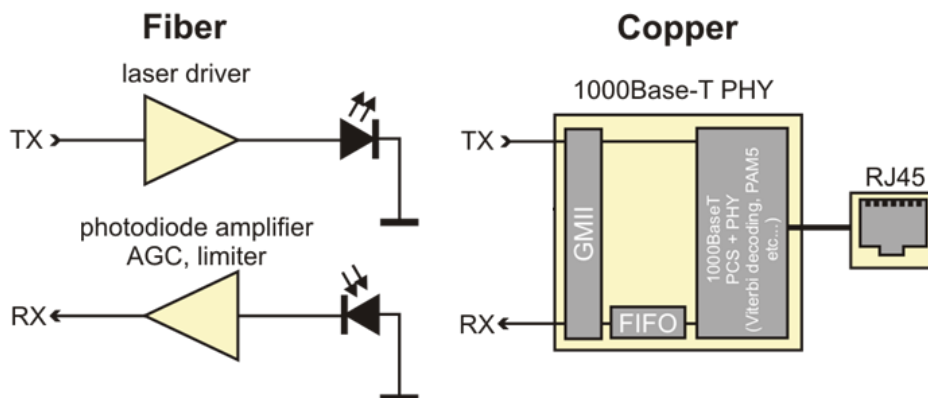 Fiber
laser driver
TX
photodiode amplifier
AGC, limiter
RX
Copper
1000Base-T PHY
TX
GMII
1000BaseT
PCS + PHY
(Viterbi decoding, PAM5
etc...)
RX
FIFO
RJ45